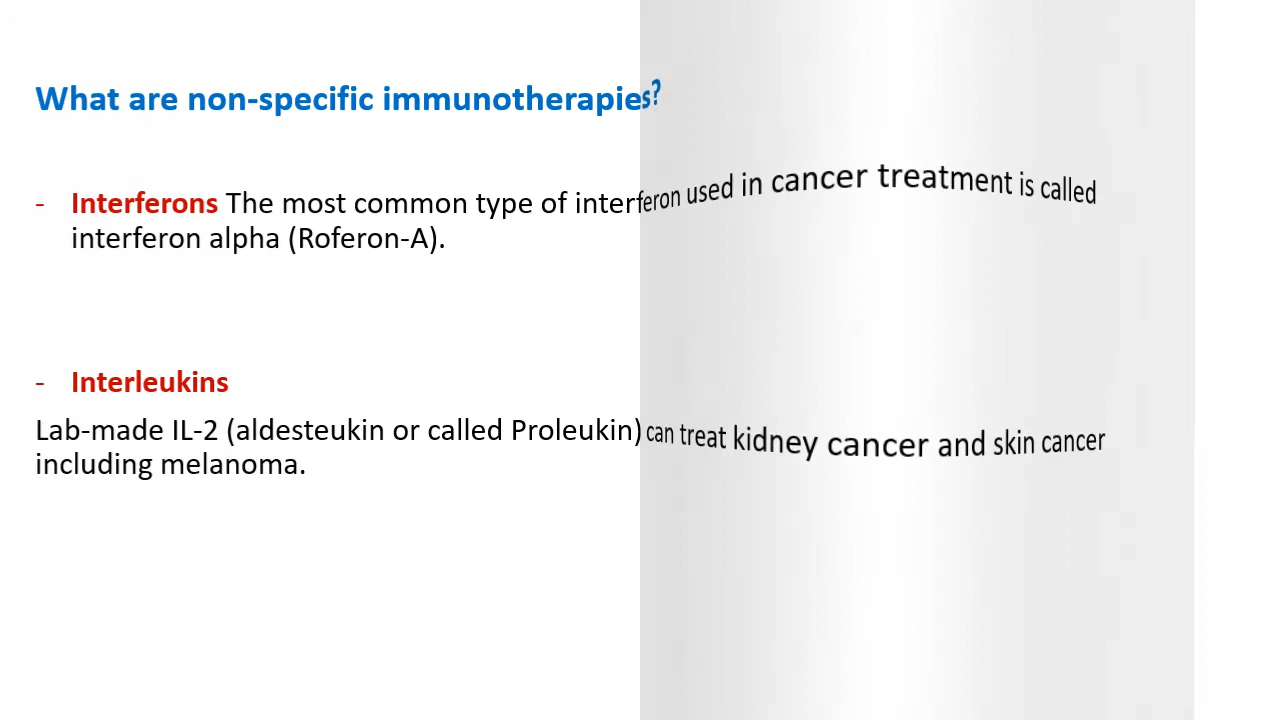 What are non-specific immunotherapies?
- Interferons The most common type of interferon used in cancer treatment is called
interferon alpha (Roferon-A).
- Interleukins
Lab-made IL-2 (aldesteukin or called Proleukin) can treat kidney cancer and skin cancer
including melanoma.